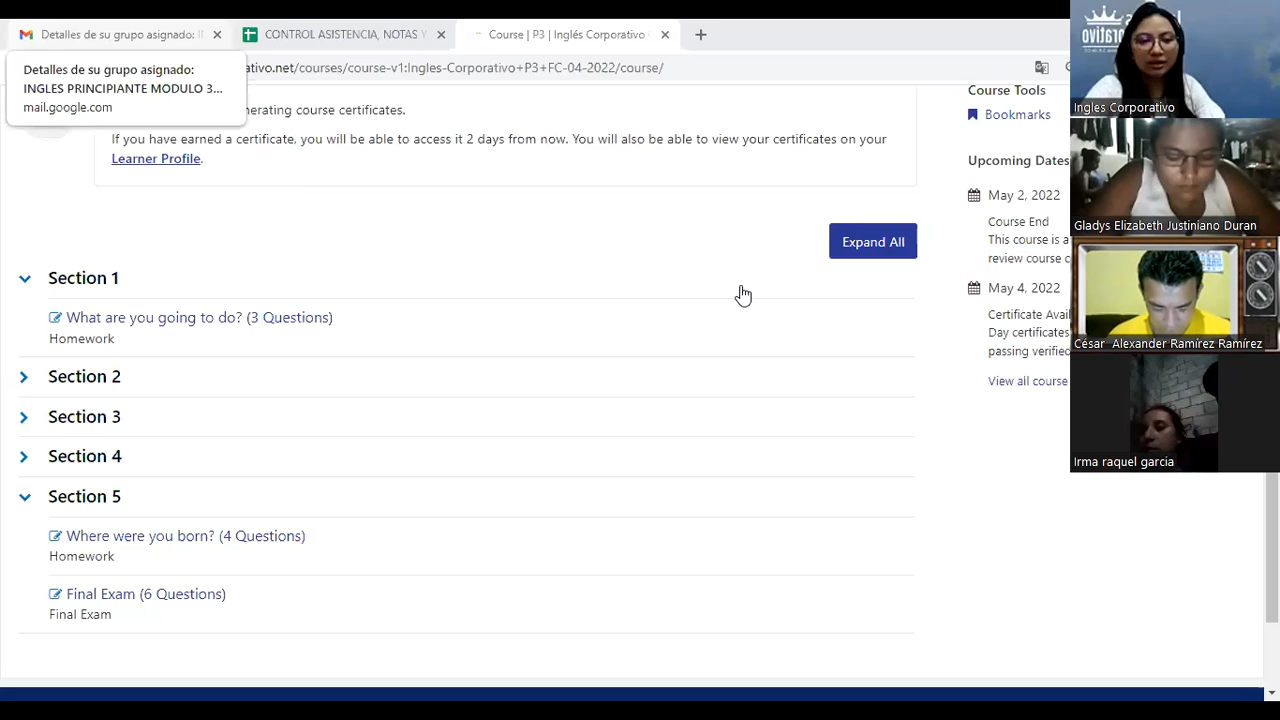 Detalles de su grupo asignado: I
CONTROL ASISTENCIA, NOTAS Y
Course | P3 | Inglés Corporativo
ativo.net/courses/course-v1:Ingles-Corporativo+P3+FC-04-2022/course/
Detalles de su grupo asignado:
INGLES PRINCIPIANTE MODULO 3...
mail.google.com
nerating course certificates.
If you have earned a certificate, you will be able to access it 2 days from now. You will also be able to view your certificates on your
Learner Profile.
Expand All
Section 1
What are you going to do? (3 Questions)
Homework
Section 2
Section 3
Section 4
Section 5
Where were you born? (4 Questions)
Homework
Final Exam (6 Questions)
Final Exam
Course Tools
Bookmarks
Upcoming Dates
May 2, 2022
Course End
This course is a
review course c
May 4, 2022
Certificate Avai
Day certificates
passing verified
View all course
Ingles Corporativo
Gladys Elizabeth Justiniano Duran
César Alexander Ramírez Ramírez
Irma raquel garcia